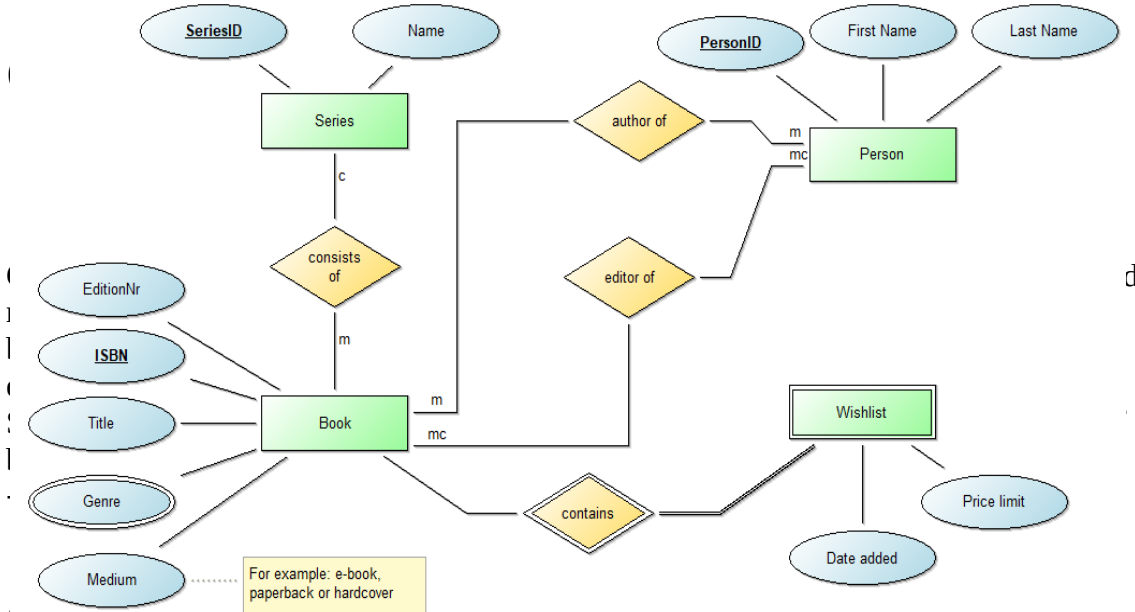 SeriesID
Name
PersonID
First Name
Last Name
Series
author of
m
mc
Person
c
consists
of
editor of
EditionNr
d
m
ISBN
Title
Book
m
mc
Wishlist
Genre
contains
Price limit
Date added
Medium
For example: e-book,
paperback or hardcover